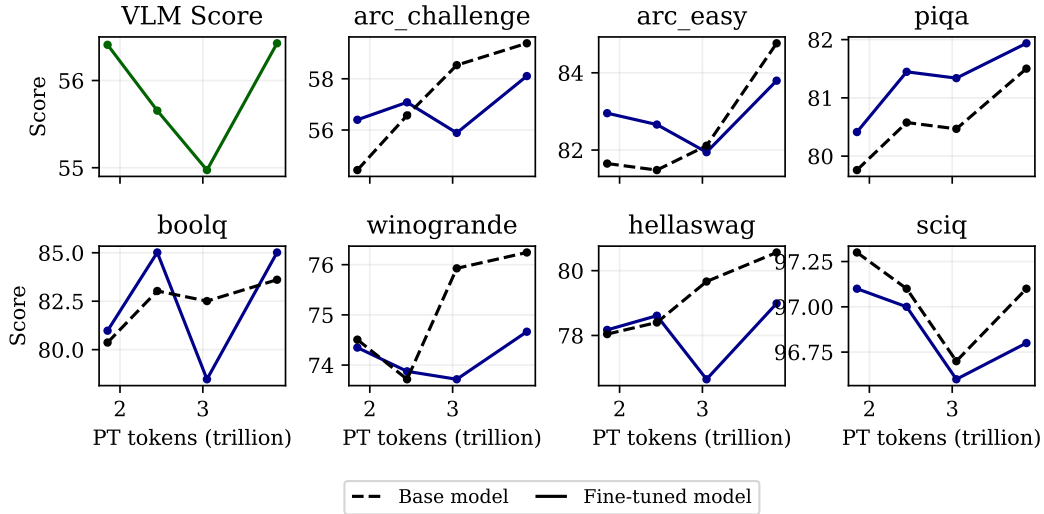 VLM Score
arc_challenge
arc_easy
piqa
Score
56
55
58
56
84
82
82
81
80
boolq
winogrande
hellaswag
sciq
Score
85.0
82.5
80.0
76
75
74
80
78
97.25
97.00
96.75
2 3
2 3
2 3
2 3
PT tokens (trillion)
PT tokens (trillion)
PT tokens (trillion)
PT tokens (trillion)
Base model
Fine-tuned model